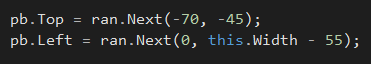 pb.Top = ran.Next(-70, -45);
pb.Left = ran.Next(0, this.Width - 55);